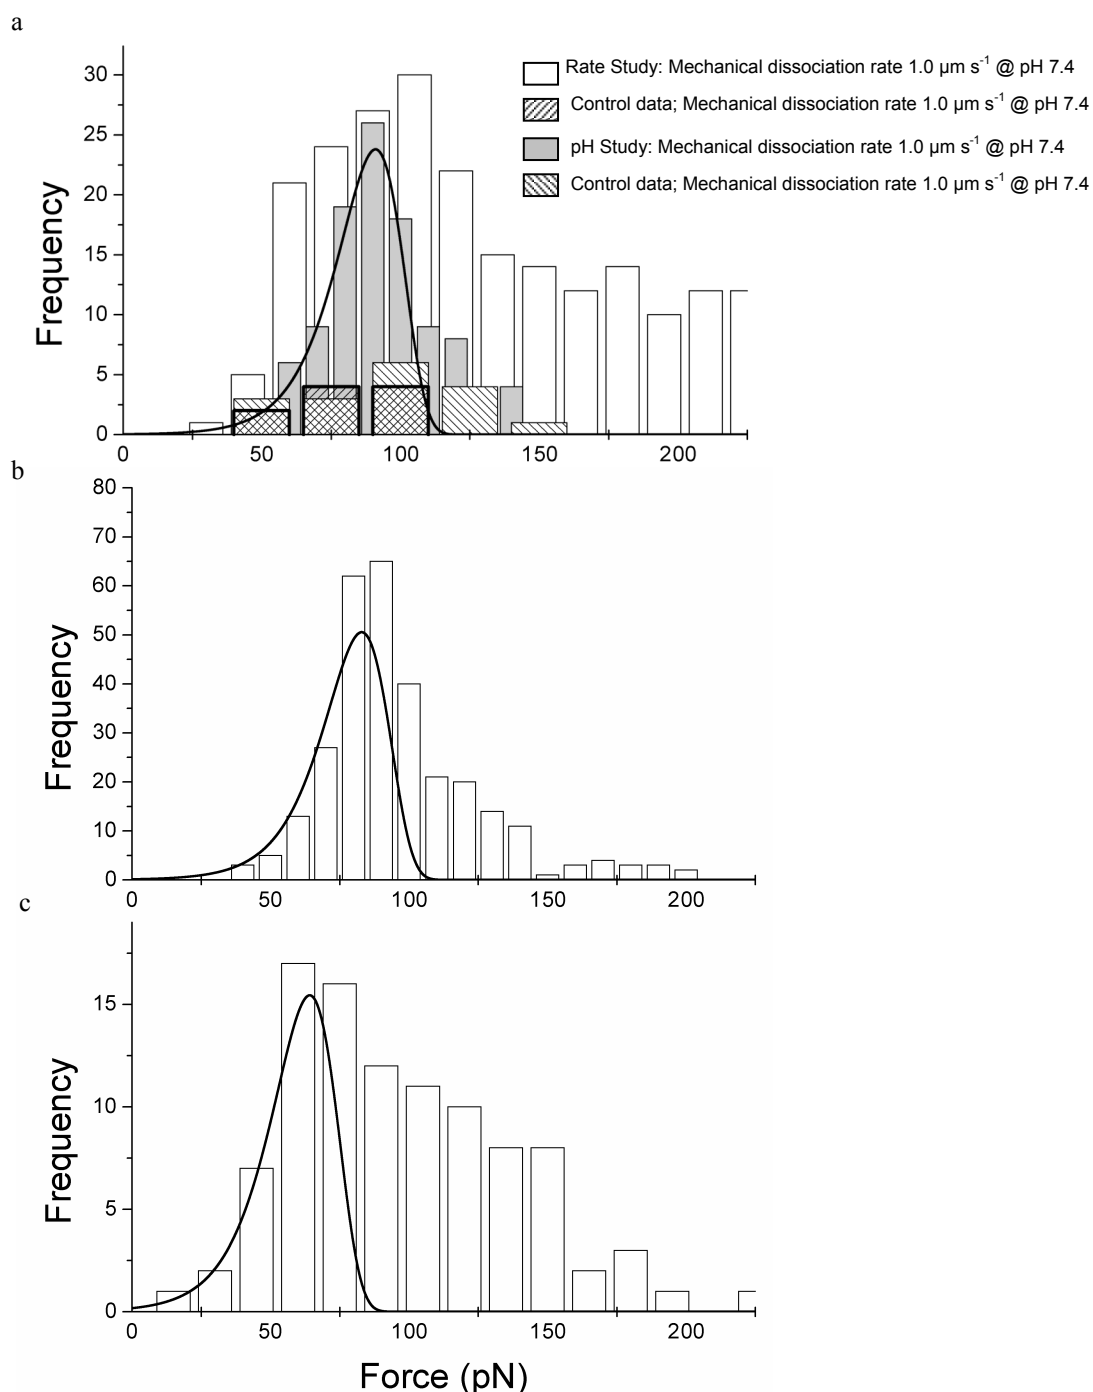 a
30
25
20
15
10
5
0
Frequency
0 50 100 150 200
Rate Study: Mechanical dissociation rate 1.0 µm s⁻¹ @ pH 7.4
Control data; Mechanical dissociation rate 1.0 µm s⁻¹ @ pH 7.4
pH Study: Mechanical dissociation rate 1.0 µm s⁻¹ @ pH 7.4
Control data; Mechanical dissociation rate 1.0 µm s⁻¹ @ pH 7.4
b
80
70
60
50
40
30
20
10
0
Frequency
0 50 100 150 200
c
15
10
5
0
Frequency
0 50 100 150 200
Force (pN)